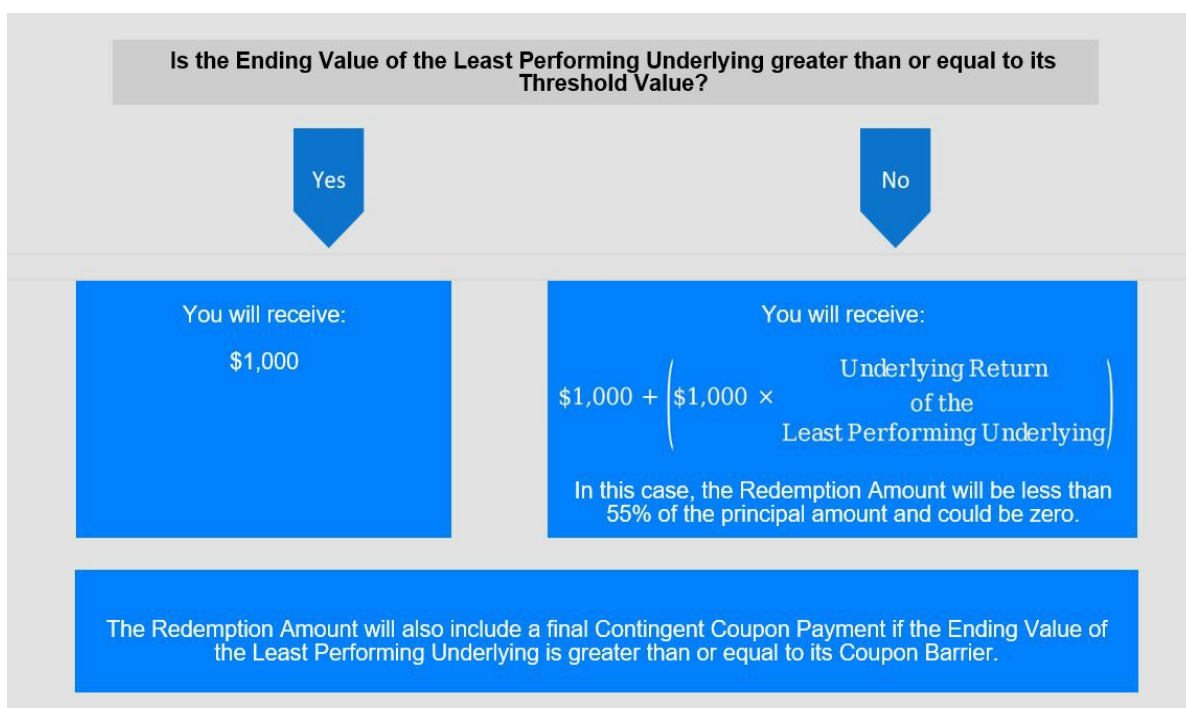 Is the Ending Value of the Least Performing Underlying greater than or equal to its
Threshold Value?
Yes
No
You will receive:
$1,000
You will receive:
$1,000 + ($1,000 × Underlying Return
of the
Least Performing Underlying)
In this case, the Redemption Amount will be less than
55% of the principal amount and could be zero.
The Redemption Amount will also include a final Contingent Coupon Payment if the Ending Value of
the Least Performing Underlying is greater than or equal to its Coupon Barrier.